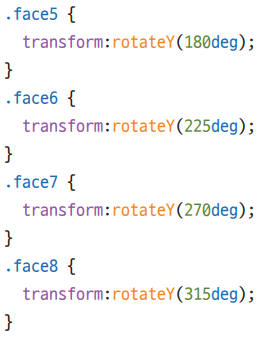 .face5 {
  transform:rotateY(180deg);
}
.face6 {
  transform:rotateY(225deg);
}
.face7 {
  transform:rotateY(270deg);
}
.face8 {
  transform:rotateY(315deg);
}